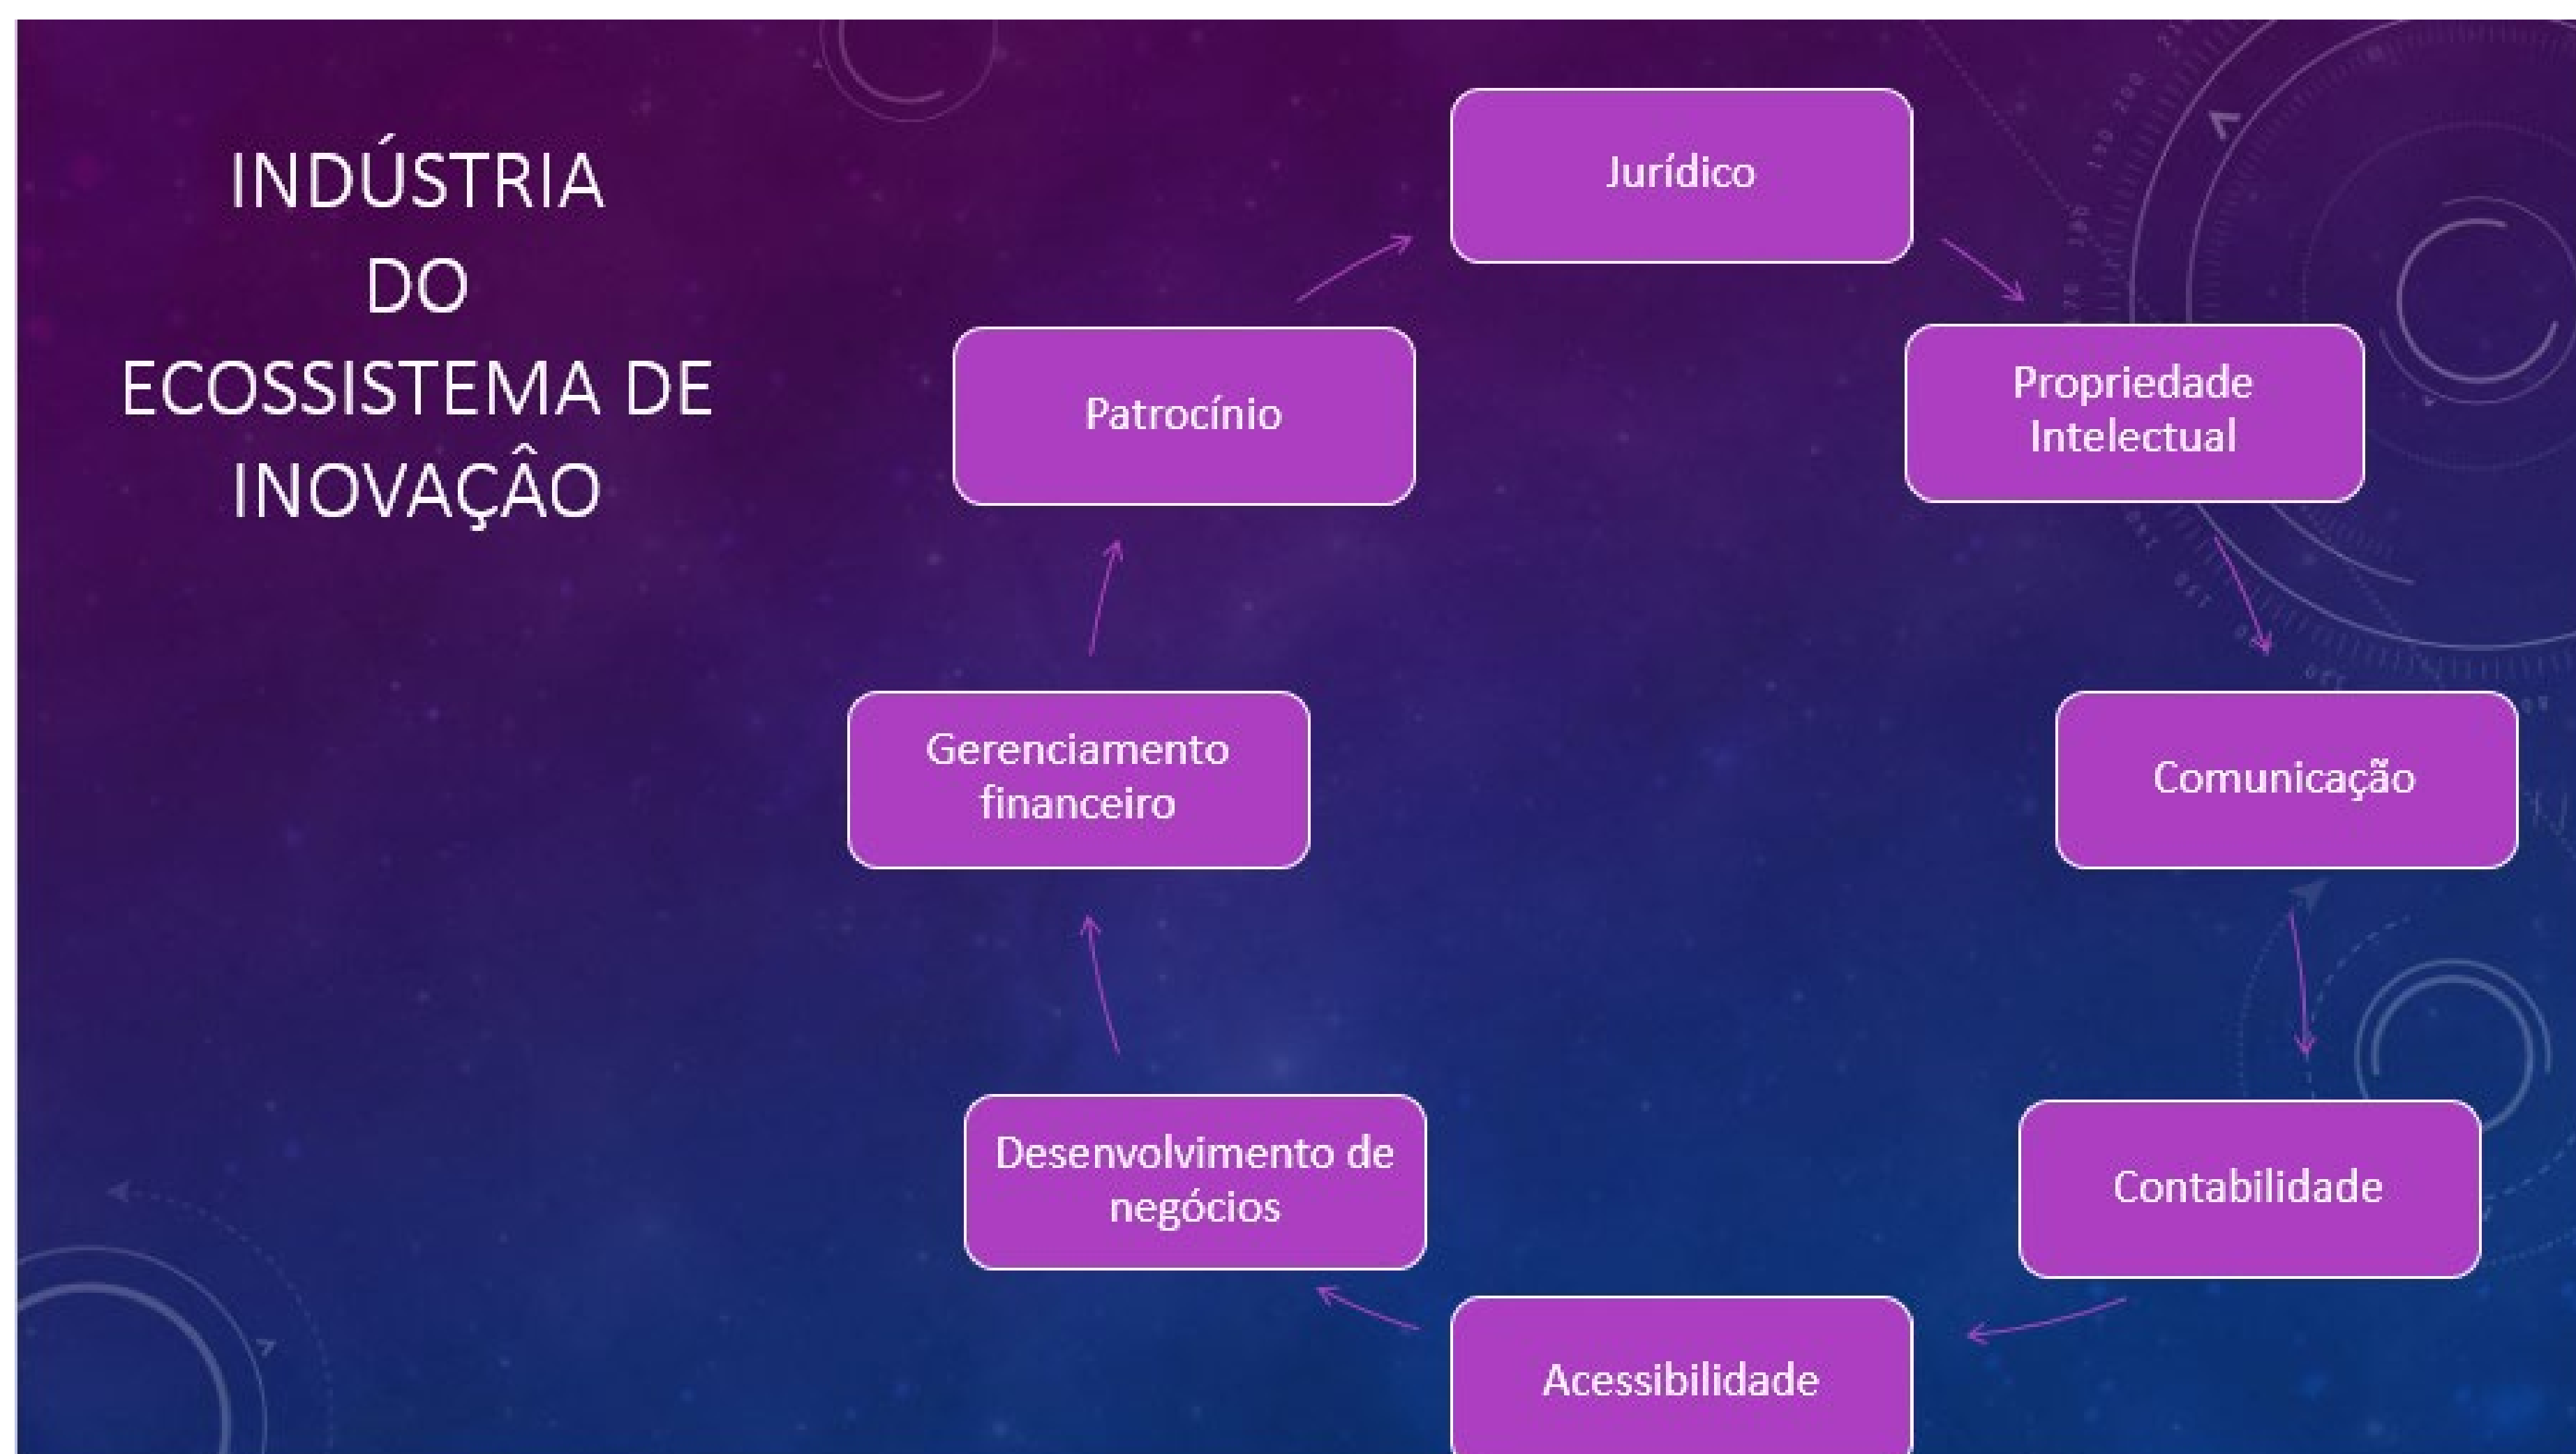 INDÚSTRIA
DO
ECOSSISTEMA DE
INOVAÇÂO
Jurídico
Propriedade
Intelectual
Comunicação
Contabilidade
Acessibilidade
Desenvolvimento de
negócios
Gerenciamento
financeiro
Patrocínio